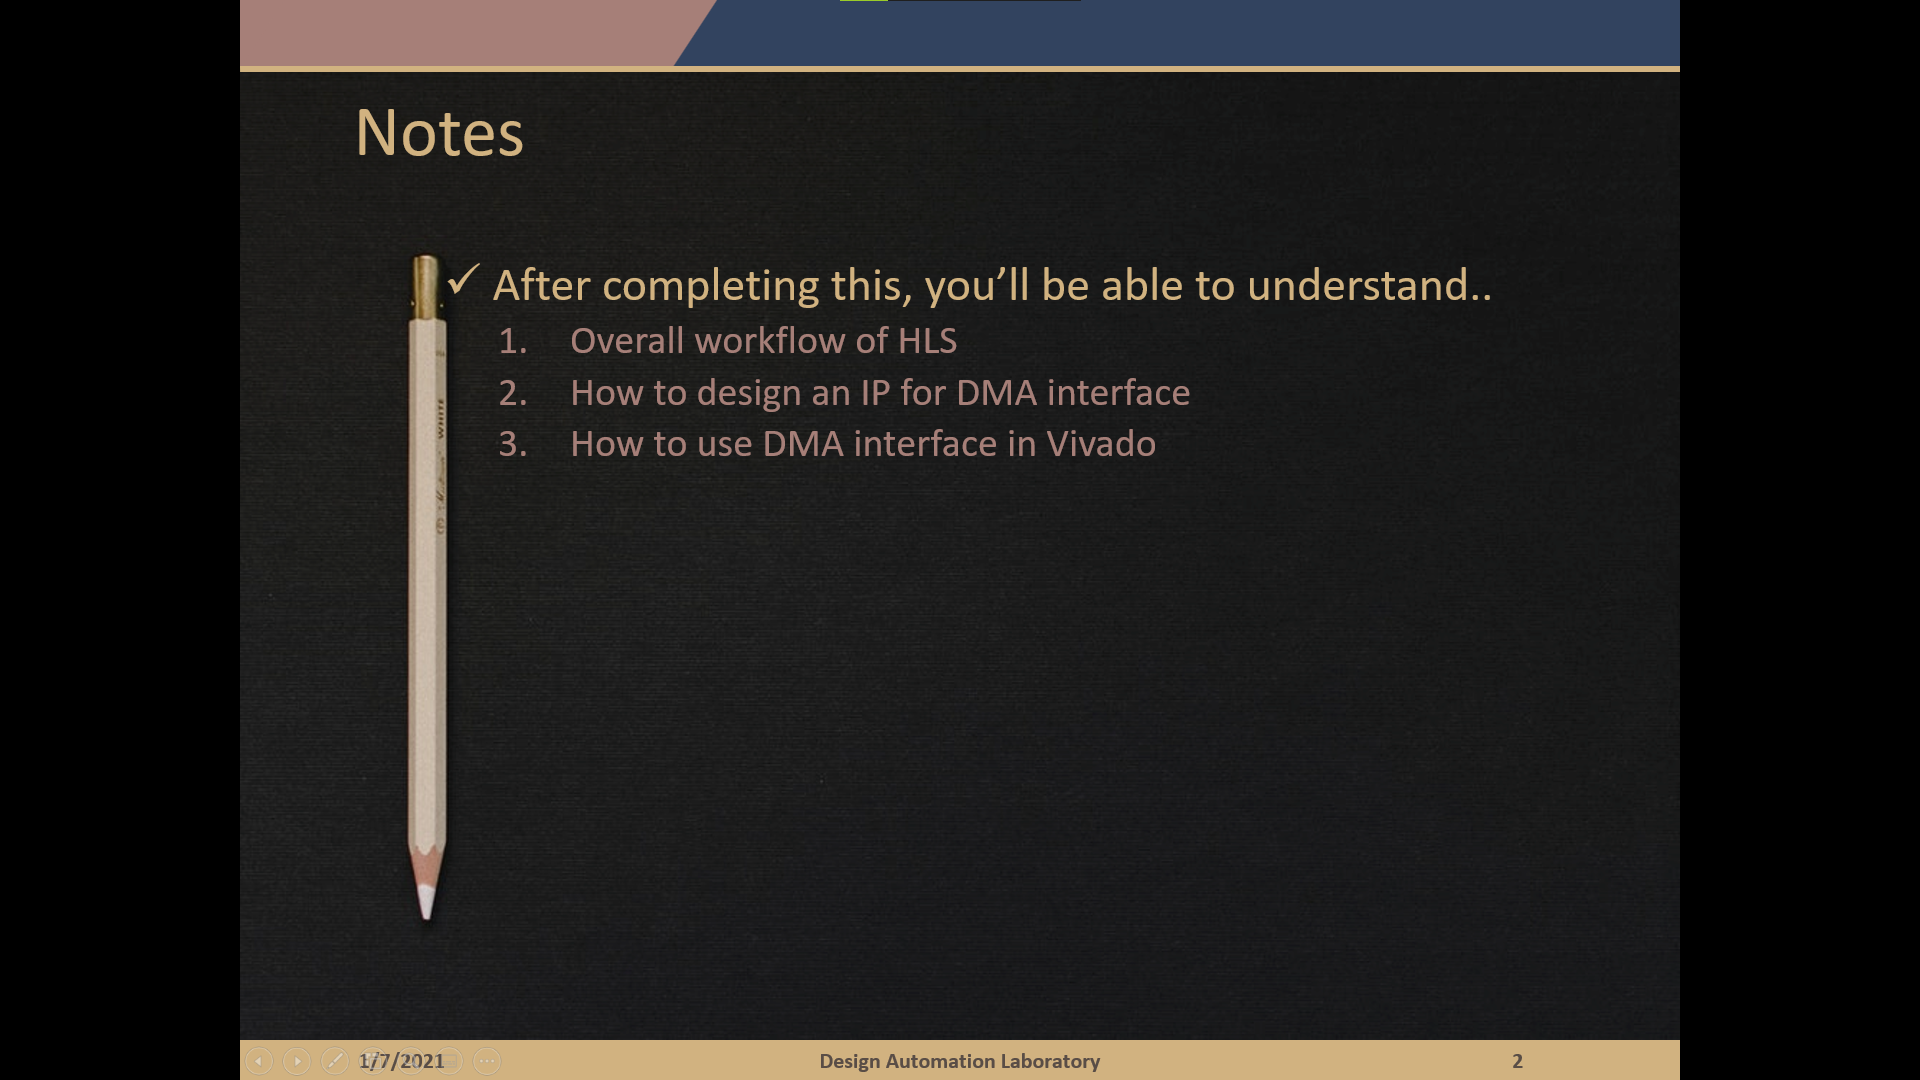 Notes
✓ After completing this, you’ll be able to understand..
1. Overall workflow of HLS
2. How to design an IP for DMA interface
3. How to use DMA interface in Vivado
WHITE
1/7/2021 Design Automation Laboratory 2